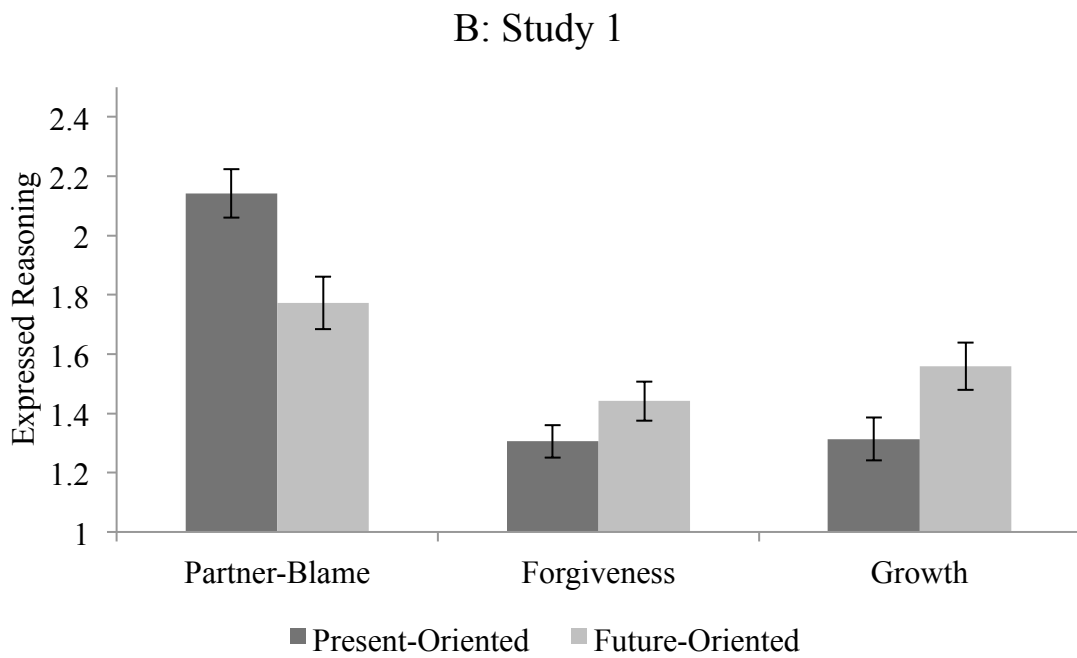 B: Study 1
Expressed Reasoning
2.4
2.2
2
1.8
1.6
1.4
1.2
1
Partner-Blame Forgiveness Growth
Present-Oriented Future-Oriented